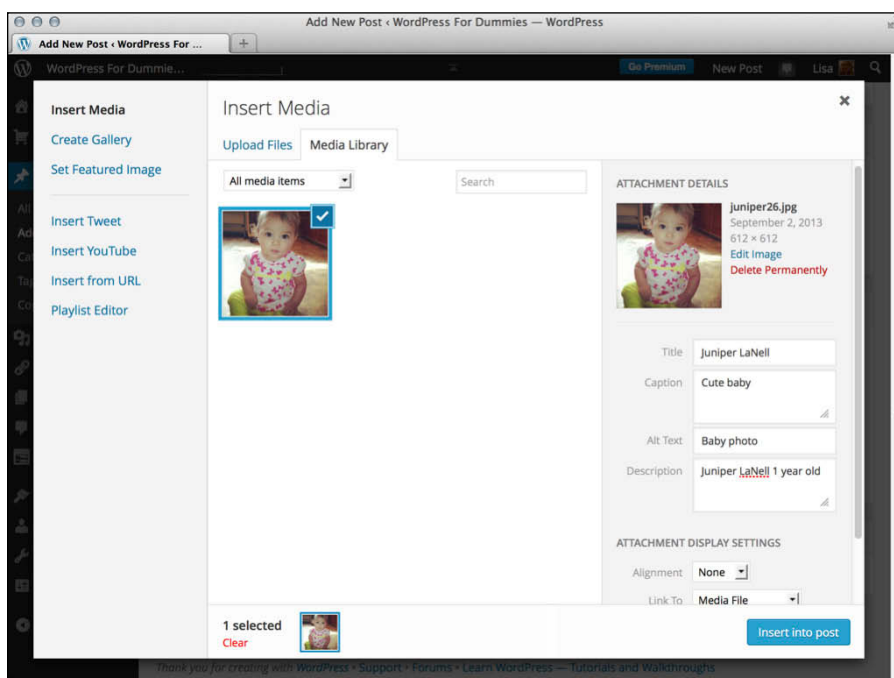 Add New Post ‹ WordPress For Dummies — WordPress
Add New Post ‹ WordPress For ...
WordPress For Dummie...
Go Premium
New Post
Lisa
Insert Media
Create Gallery
Set Featured Image
Insert Tweet
Insert YouTube
Insert from URL
Playlist Editor
Insert Media
Upload Files
Media Library
All media items
Search
ATTACHMENT DETAILS
juniper26.jpg
September 2, 2013
612 × 612
Edit Image
Delete Permanently
Title
Juniper LaNell
Caption
Cute baby
Alt Text
Baby photo
Description
Juniper LaNell 1 year old
ATTACHMENT DISPLAY SETTINGS
Alignment
None
Link To
Media File
1 selected
Clear
Insert into post
All
Ad
Ca
Ta
Co
Thank you for creating with WordPress • Support • Forums • Learn WordPress — Tutorials and Walkthroughs